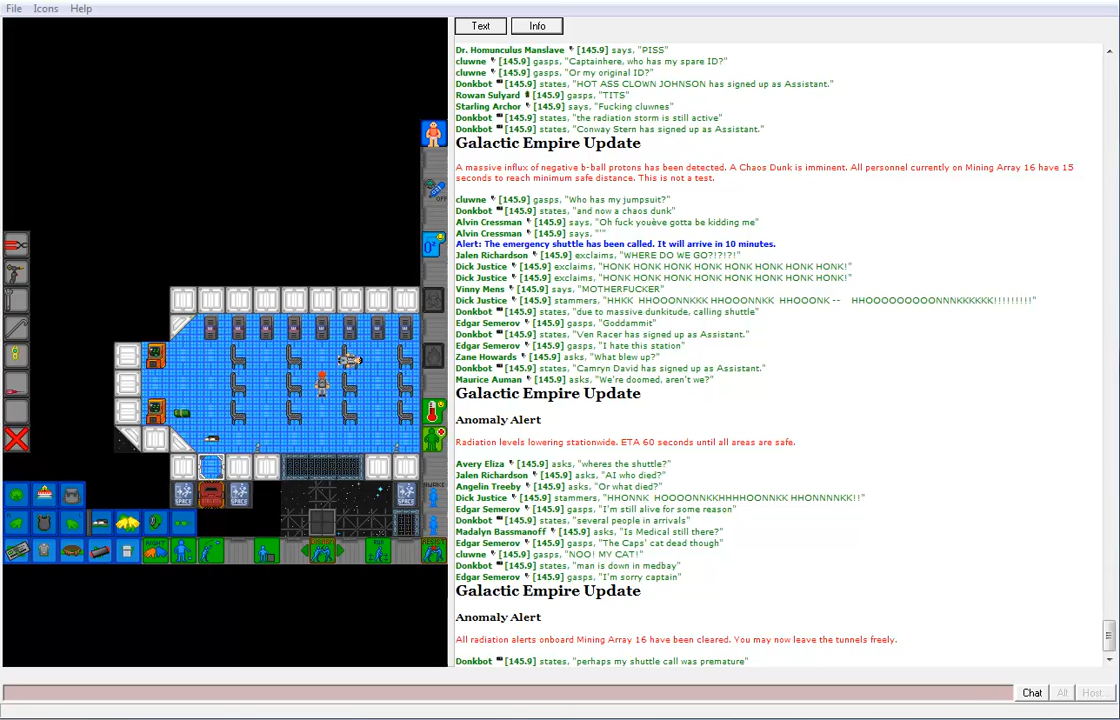 File Icons Help
Text Info
Dr. Homunculus Manslave [145.9] says, "PISS"
cluwne [145.9] gasps, "Captainhere, who has my spare ID?"
cluwne [145.9] gasps, "Or my original ID?"
Donkbot [145.9] states, "HOT ASS CLOWN JOHNSON has signed up as Assistant."
Rowan Sulyard [145.9] gasps, "TITS"
Starling Archor [145.9] says, "Fucking clwnes"
Donkbot [145.9] states, "the radiation storm is still active"
Donkbot [145.9] states, "Conway Stern has signed up as Assistant."
Galactic Empire Update
A massive influx of negative b-ball protons has been detected. A Chaos Dunk is imminent. All personnel currently on Mining Array 16 have 15
seconds to reach minimum safe distance. This is not a test.
cluwne [145.9] gasps, "Who has my jumpsuit?"
Donkbot [145.9] states, "and now a chaos dunk"
Alvin Cressman [145.9] says, "Oh fuck youève gotta be kidding me"
Alvin Cressman [145.9] says, "'"
Alert: The emergency shuttle has been called. It will arrive in 10 minutes.
Jalen Richardson [145.9] exclaims, "WHERE DO WE GO?!?!?!"
Dick Justice [145.9] exclaims, "HONK HONK HONK HONK HONK HONK HONK HONK!"
Dick Justice [145.9] exclaims, "HONK HONK HONK HONK HONK HONK HONK HONK!"
Vinny Mens [145.9] says, "MOTHERFUCKER"
Dick Justice [145.9] stammers, "HHKK HHOOONNKKK HHOOONNKK HHOOONK -- HHOOOOOOOOONNNKKKKKK!!!!!!!!!"
Donkbot [145.9] states, "due to massive dunkitude, calling shuttle"
Edgar Semerov [145.9] gasps, "Goddammit"
Donkbot [145.9] states, "Ven Racer has signed up as Assistant."
Edgar Semerov [145.9] gasps, "I hate this station"
Zane Howards [145.9] asks, "What blew up?"
Donkbot [145.9] states, "Camryn David has signed up as Assistant."
Maurice Auman [145.9] asks, "We're doomed, aren't we?"
Galactic Empire Update
Anomaly Alert
Radiation levels lowering stationwide. ETA 60 seconds until all areas are safe.
Avery Eliza [145.9] asks, "wheres the shuttle?"
Jalen Richardson [145.9] asks, "AI who died?"
Angelin Treeby [145.9] asks, "Or what died?"
Dick Justice [145.9] stammers, "HHONNK HOOOONNKKHHHHOONNKK HHONNNNKK!!"
Edgar Semerov [145.9] gasps, "I'm still alive for some reason"
Donkbot [145.9] states, "several people in arrivals"
Madalyn Bassmanoff [145.9] asks, "Is Medical still there?"
Edgar Semerov [145.9] gasps, "The Caps' cat dead though"
cluwne [145.9] gasps, "NOO! MY CAT!"
Donkbot [145.9] states, "man is down in medbay"
Edgar Semerov [145.9] gasps, "I'm sorry captain"
Galactic Empire Update
Anomaly Alert
All radiation alerts onboard Mining Array 16 have been cleared. You may now leave the tunnels freely.
Donkbot [145.9] states, "perhaps my shuttle call was premature"
OFF
SPACE SPACE SPACE
AWAKE
RIGHT DISARM RUN RESIST
Chat Alt Host...